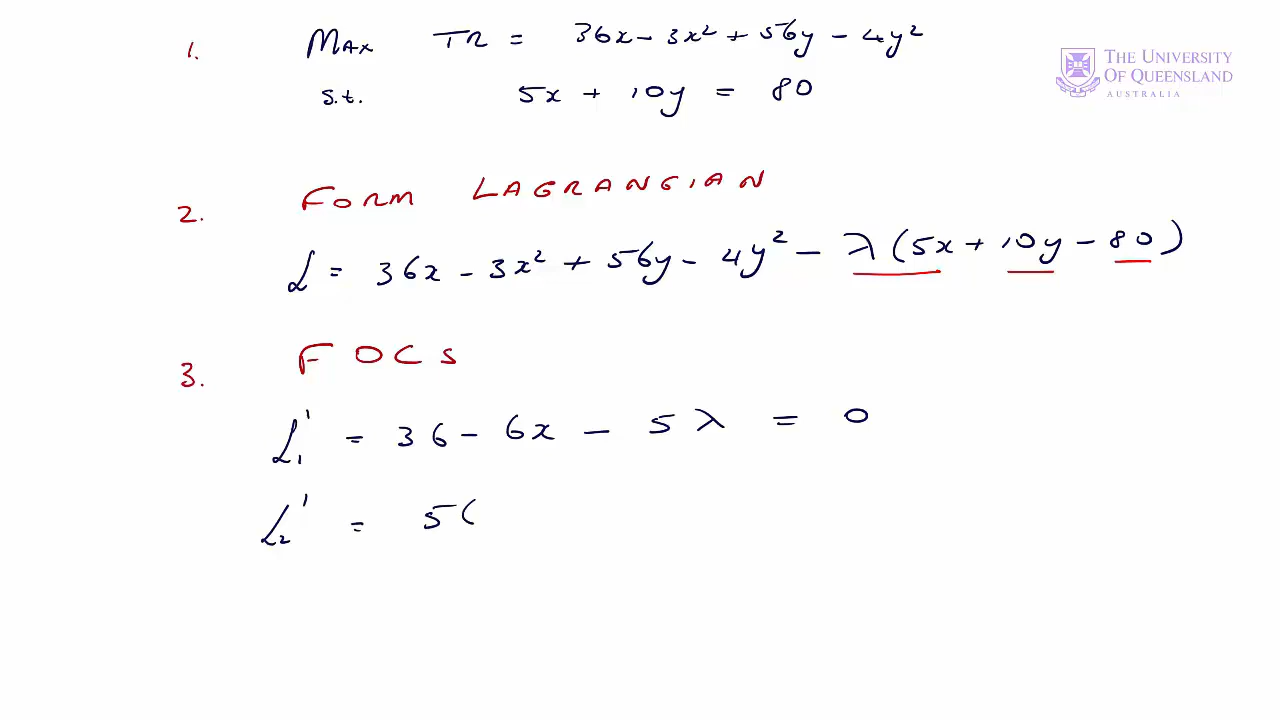 1. MAX TR = 36x - 3x² + 56y - 4y²
THE UNIVERSITY
OF QUEENSLAND
AUSTRALIA
s.t. 5x + 10y = 80
2. FORM LAGRANGIAN
ℒ = 36x - 3x² + 56y - 4y² - λ(5x + 10y - 80)
3. FOCS
ℒ₁' = 36 - 6x - 5λ = 0
ℒ₂' = 5(